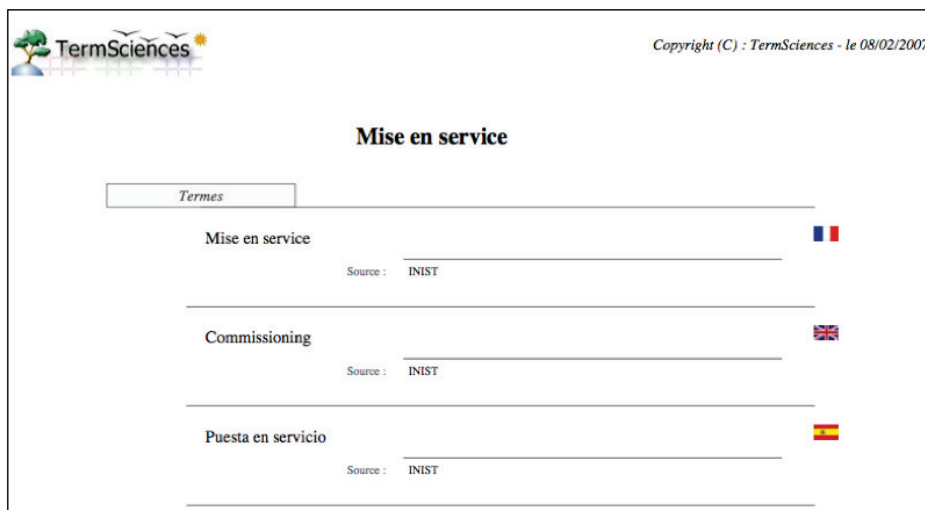 TermSciences
Copyright (C) : TermSciences - le 08/02/2007
Mise en service
Termes
Mise en service
Source : INIST
Commissioning
Source : INIST
Puesta en servicio
Source : INIST